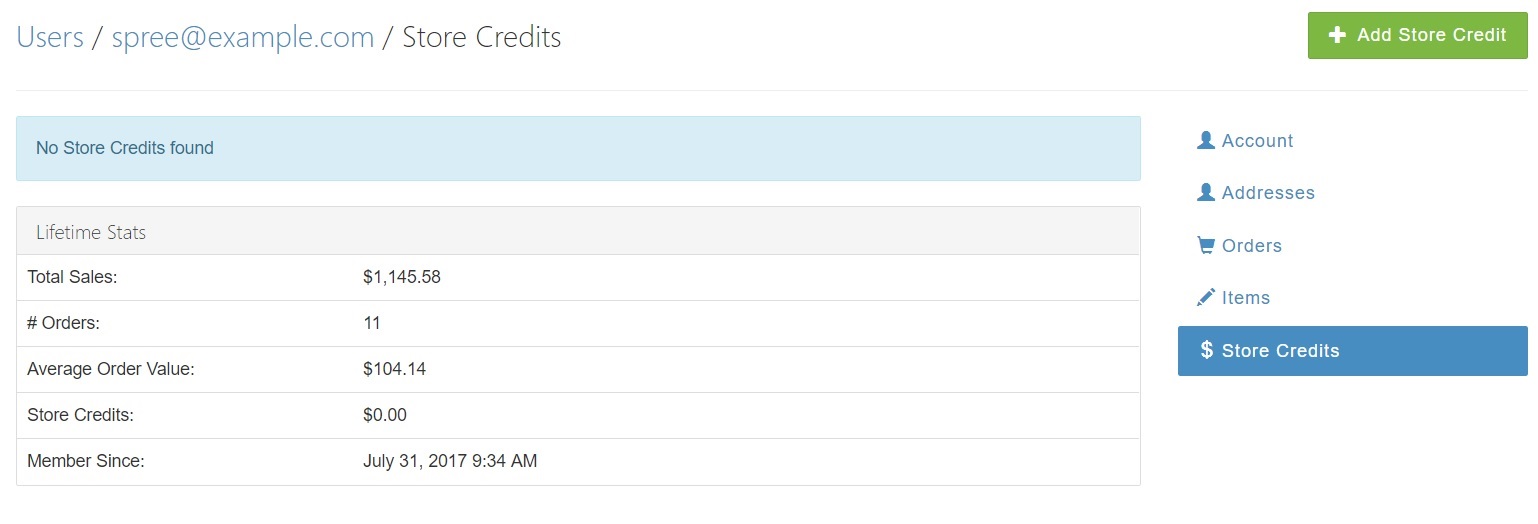 Users / spree@example.com / Store Credits
Add Store Credit
No Store Credits found
Lifetime Stats
Total Sales: $1,145.58
# Orders: 11
Average Order Value: $104.14
Store Credits: $0.00
Member Since: July 31, 2017 9:34 AM
Account
Addresses
Orders
Items
$ Store Credits